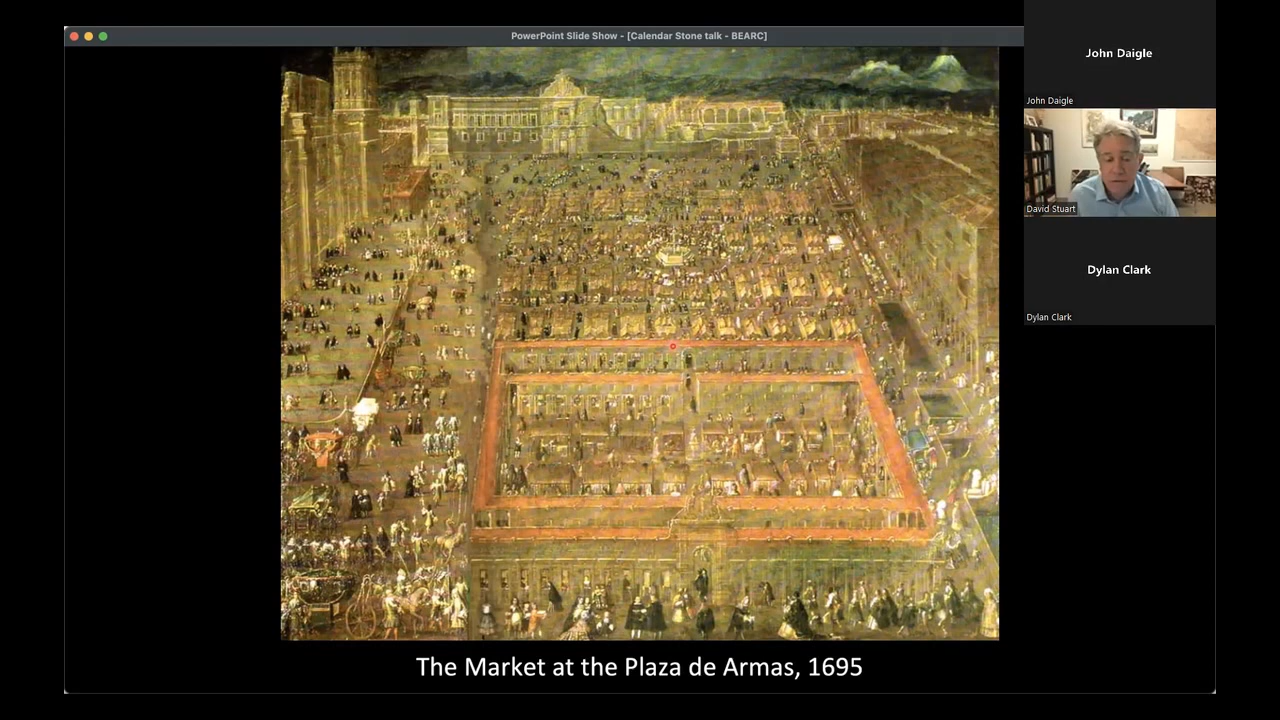 PowerPoint Slide Show - [Calendar Stone talk - BEARC]
John Daigle
John Daigle
David Stuart
Dylan Clark
Dylan Clark
The Market at the Plaza de Armas, 1695